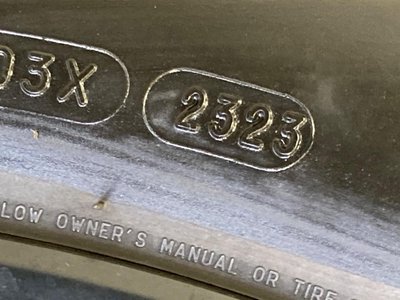 03X 2323
LOW OWNER'S MANUAL OR TIRE